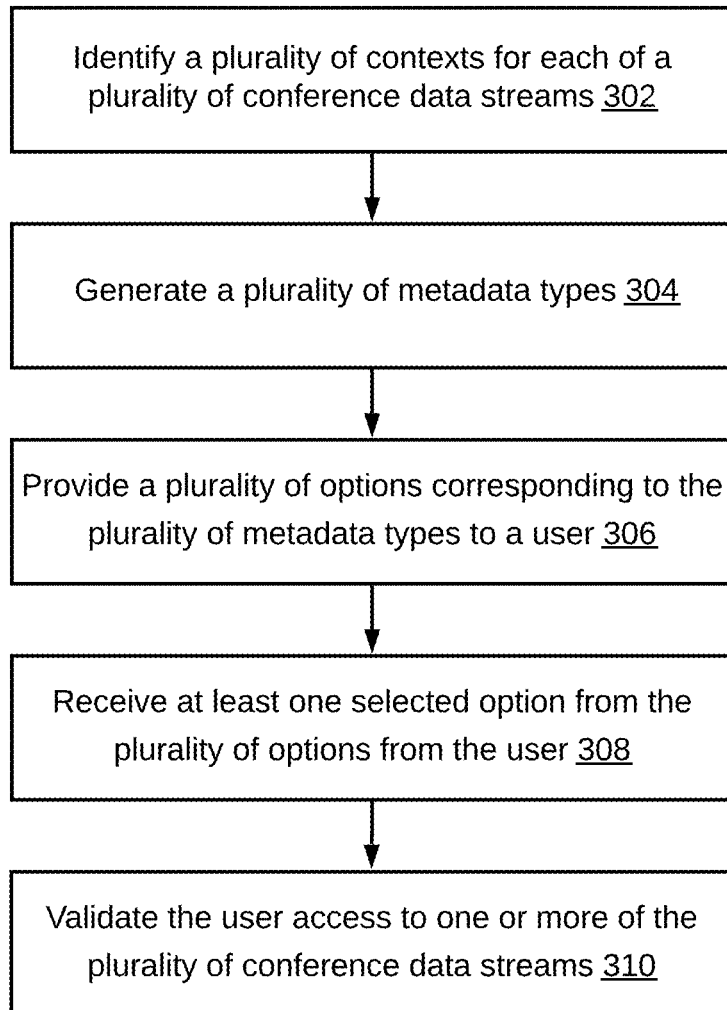 Identify a plurality of contexts for each of a
plurality of conference data streams 302
Generate a plurality of metadata types 304
Provide a plurality of options corresponding to the
plurality of metadata types to a user 306
Receive at least one selected option from the
plurality of options from the user 308
Validate the user access to one or more of the
plurality of conference data streams 310